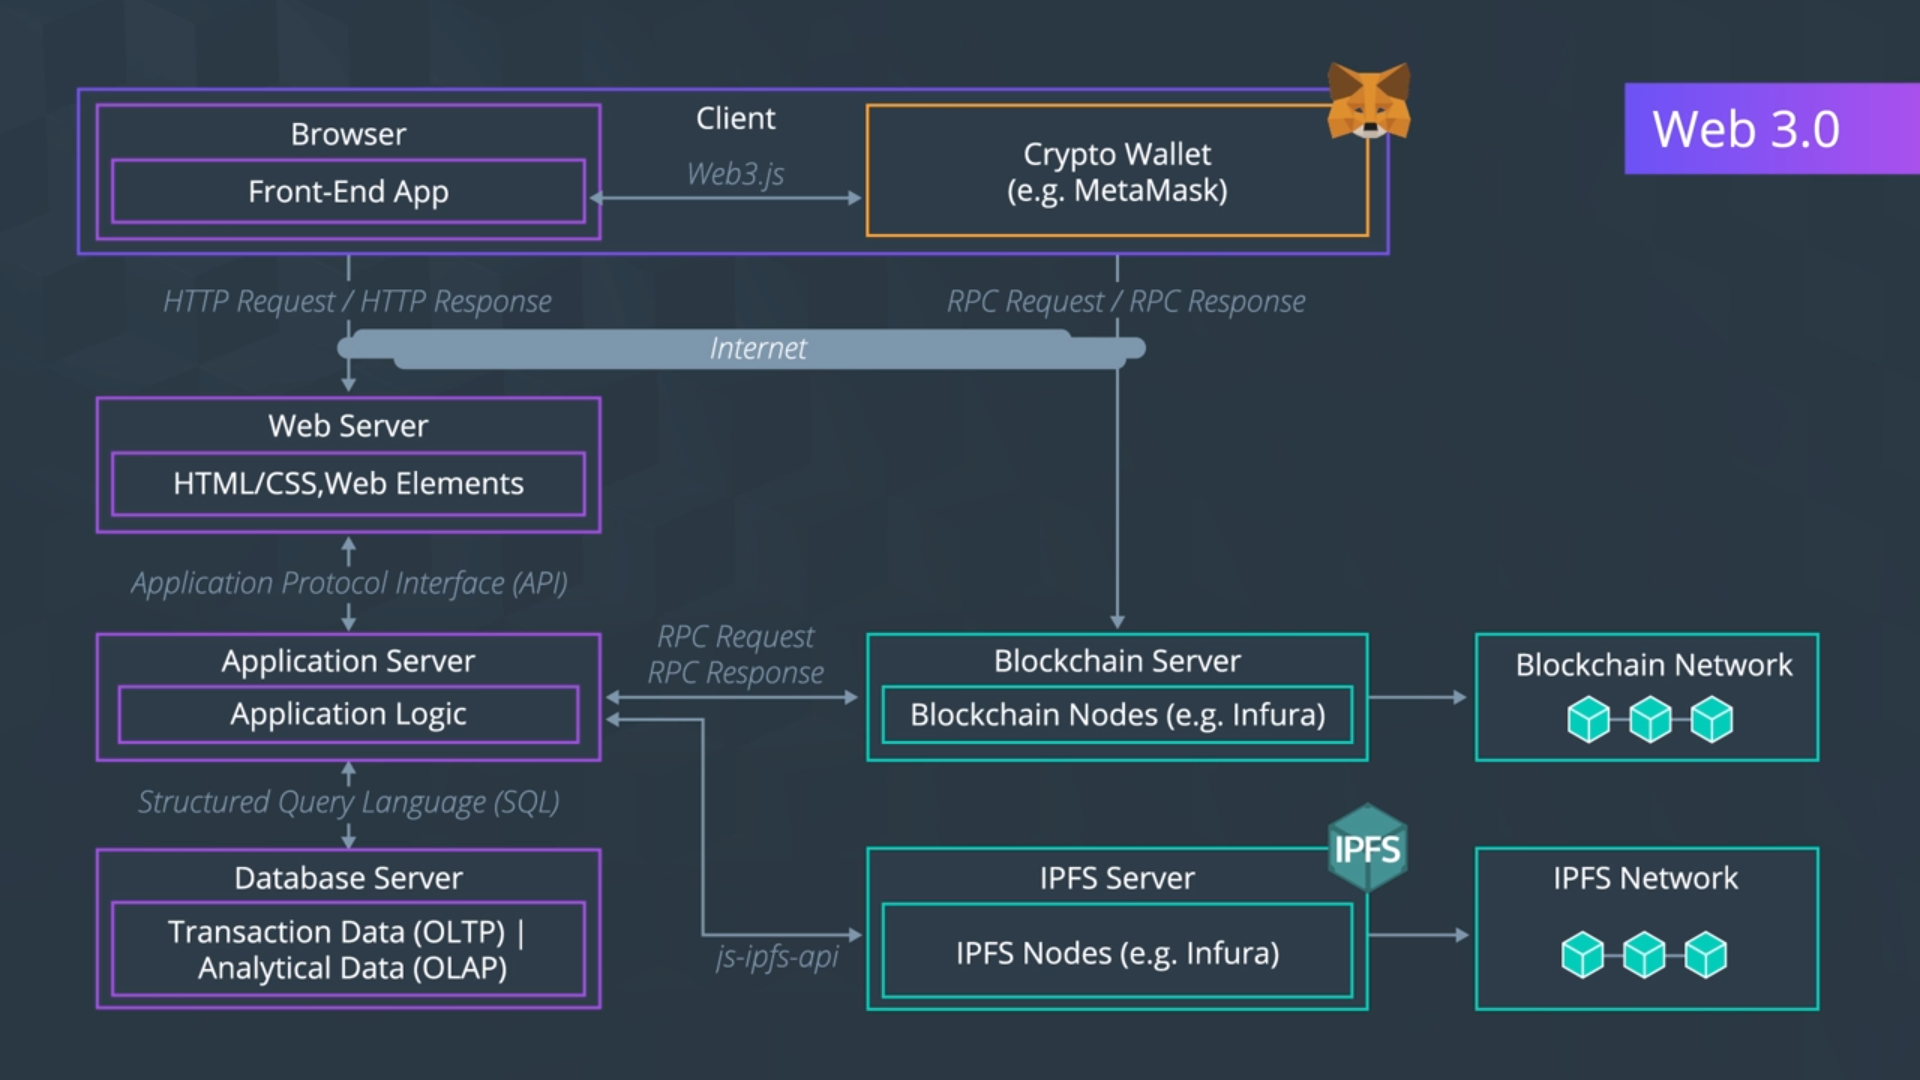 Client
Web 3.0
Browser
Front-End App
Web3.js
Crypto Wallet
(e.g. MetaMask)
HTTP Request / HTTP Response
RPC Request / RPC Response
Internet
Web Server
HTML/CSS,Web Elements
Application Protocol Interface (API)
Application Server
Application Logic
RPC Request
RPC Response
Blockchain Server
Blockchain Nodes (e.g. Infura)
Blockchain Network
Structured Query Language (SQL)
Database Server
Transaction Data (OLTP) |
Analytical Data (OLAP)
js-ipfs-api
IPFS
IPFS Server
IPFS Nodes (e.g. Infura)
IPFS Network